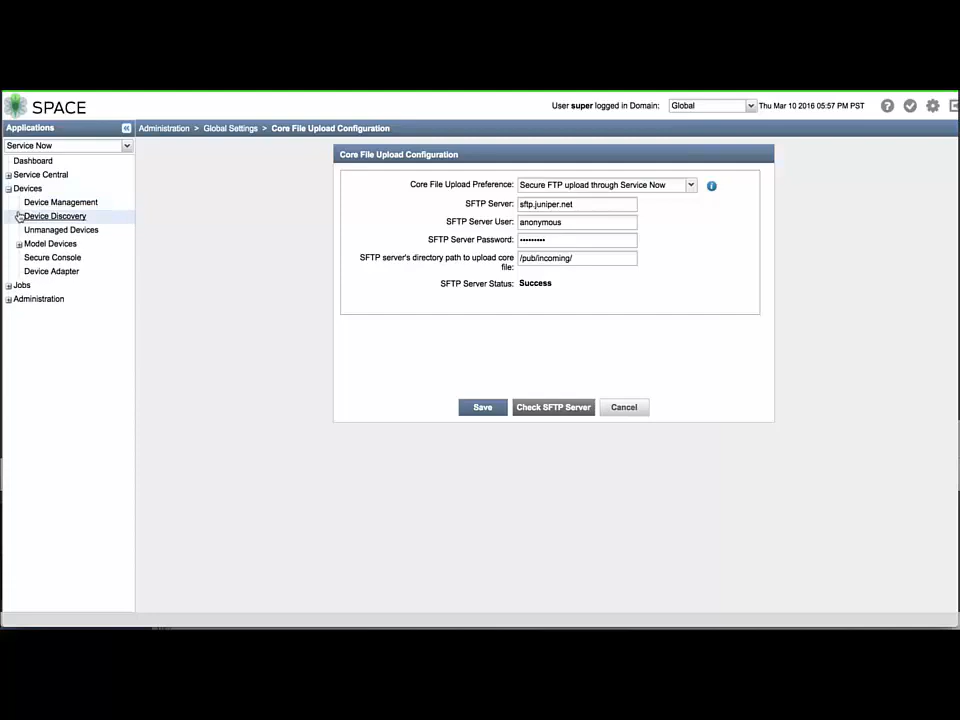 SPACE
User super logged in Domain: Global Thu Mar 10 2016 05:57 PM PST
Applications
Administration > Global Settings > Core File Upload Configuration
Service Now
Dashboard
Service Central
Devices
Device Management
Device Discovery
Unmanaged Devices
Model Devices
Secure Console
Device Adapter
Jobs
Administration
Core File Upload Configuration
Core File Upload Preference: Secure FTP upload through Service Now
SFTP Server: sftp.juniper.net
SFTP Server User: anonymous
SFTP Server Password: •••••••••
SFTP server's directory path to upload core file: /pub/incoming/
SFTP Server Status: Success
Save Check SFTP Server Cancel